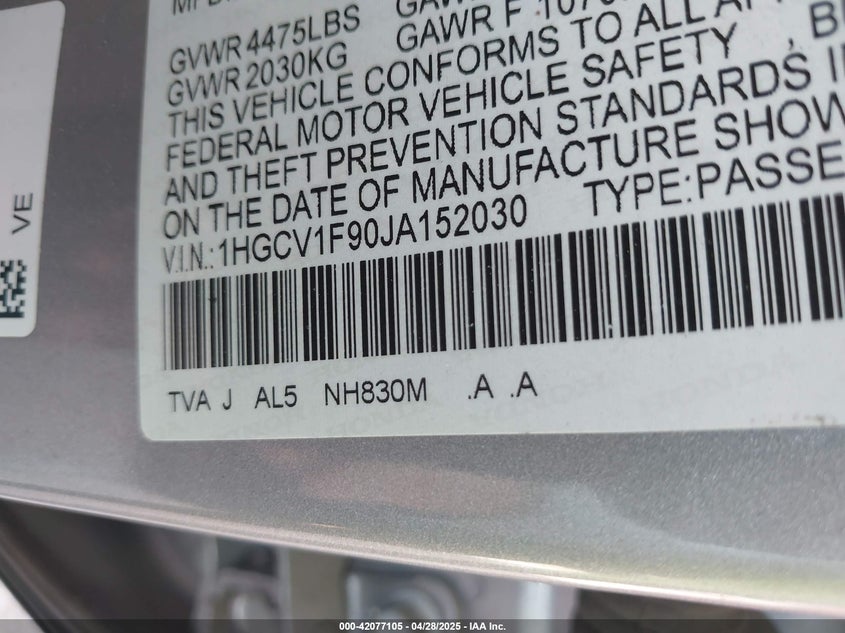 GVWR 4475LBS
GVWR 2030KG GAWR F
THIS VEHICLE CONFORMS TO ALL
FEDERAL MOTOR VEHICLE SAFETY
AND THEFT PREVENTION STANDARDS
ON THE DATE OF MANUFACTURE SHOW
V.I.N.: 1HGCV1F90JA152030 TYPE:PASSE
TVA J AL5 NH830M .A .A
VE
000-42077105 | 04/28/2025 | IAA Inc.